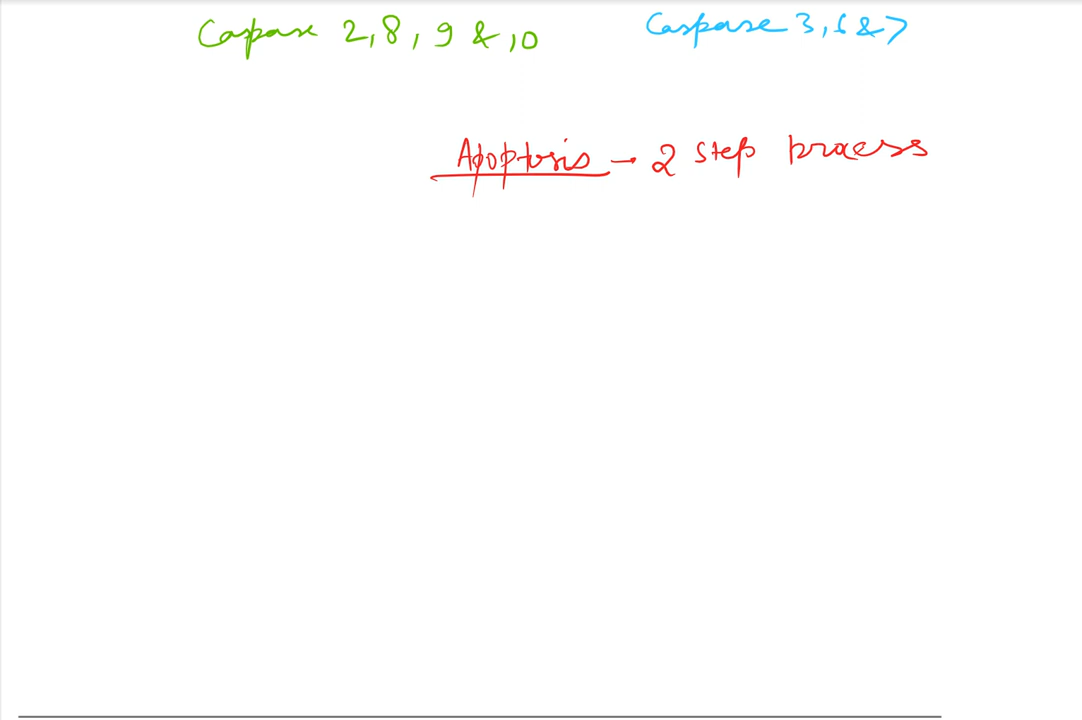 Caspase 2, 8, 9 & 10
Caspase 3, 6 & 7
Apoptosis → 2 step process